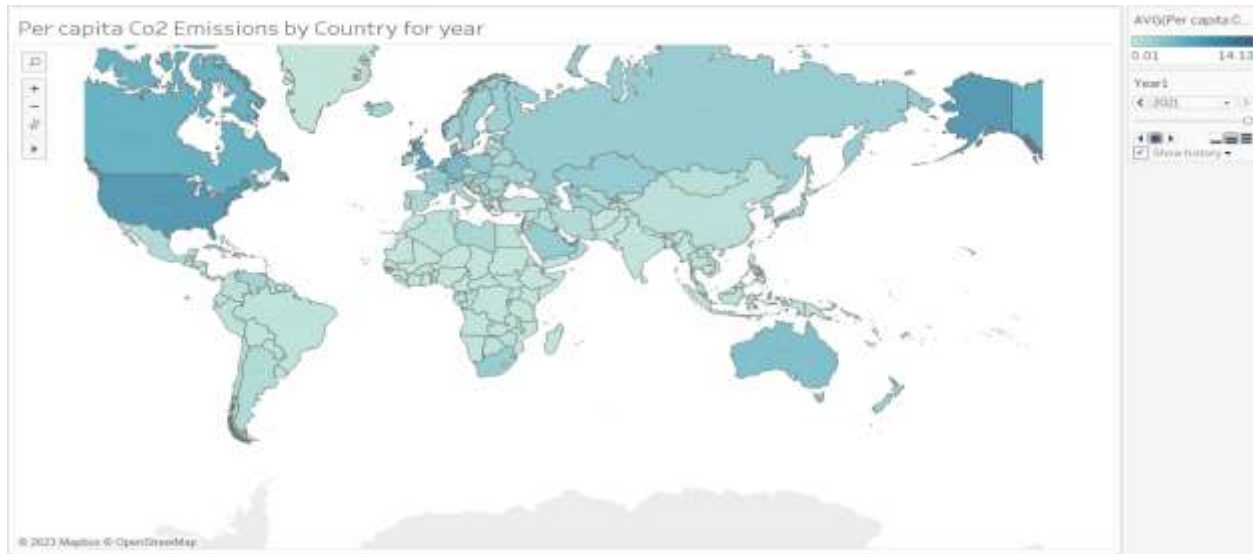 Per capita Co2 Emissions by Country for year
AVG(Per capita C...
0.01 14.13
Year1
2021
Show history
© 2023 Mapbox © OpenStreetMap